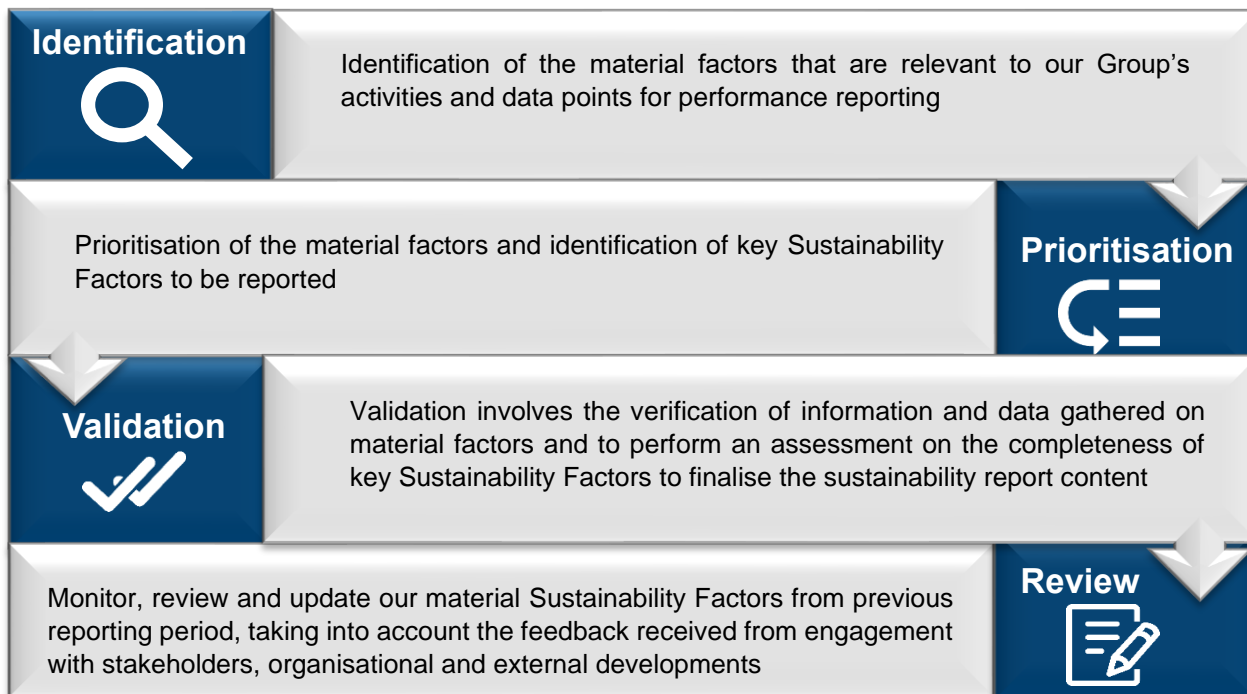 Identification
Identification of the material factors that are relevant to our Group's
activities and data points for performance reporting
Prioritisation of the material factors and identification of key Sustainability
Factors to be reported
Prioritisation
Validation
Validation involves the verification of information and data gathered on
material factors and to perform an assessment on the completeness of
key Sustainability Factors to finalise the sustainability report content
Monitor, review and update our material Sustainability Factors from previous
reporting period, taking into account the feedback received from engagement
with stakeholders, organisational and external developments
Review